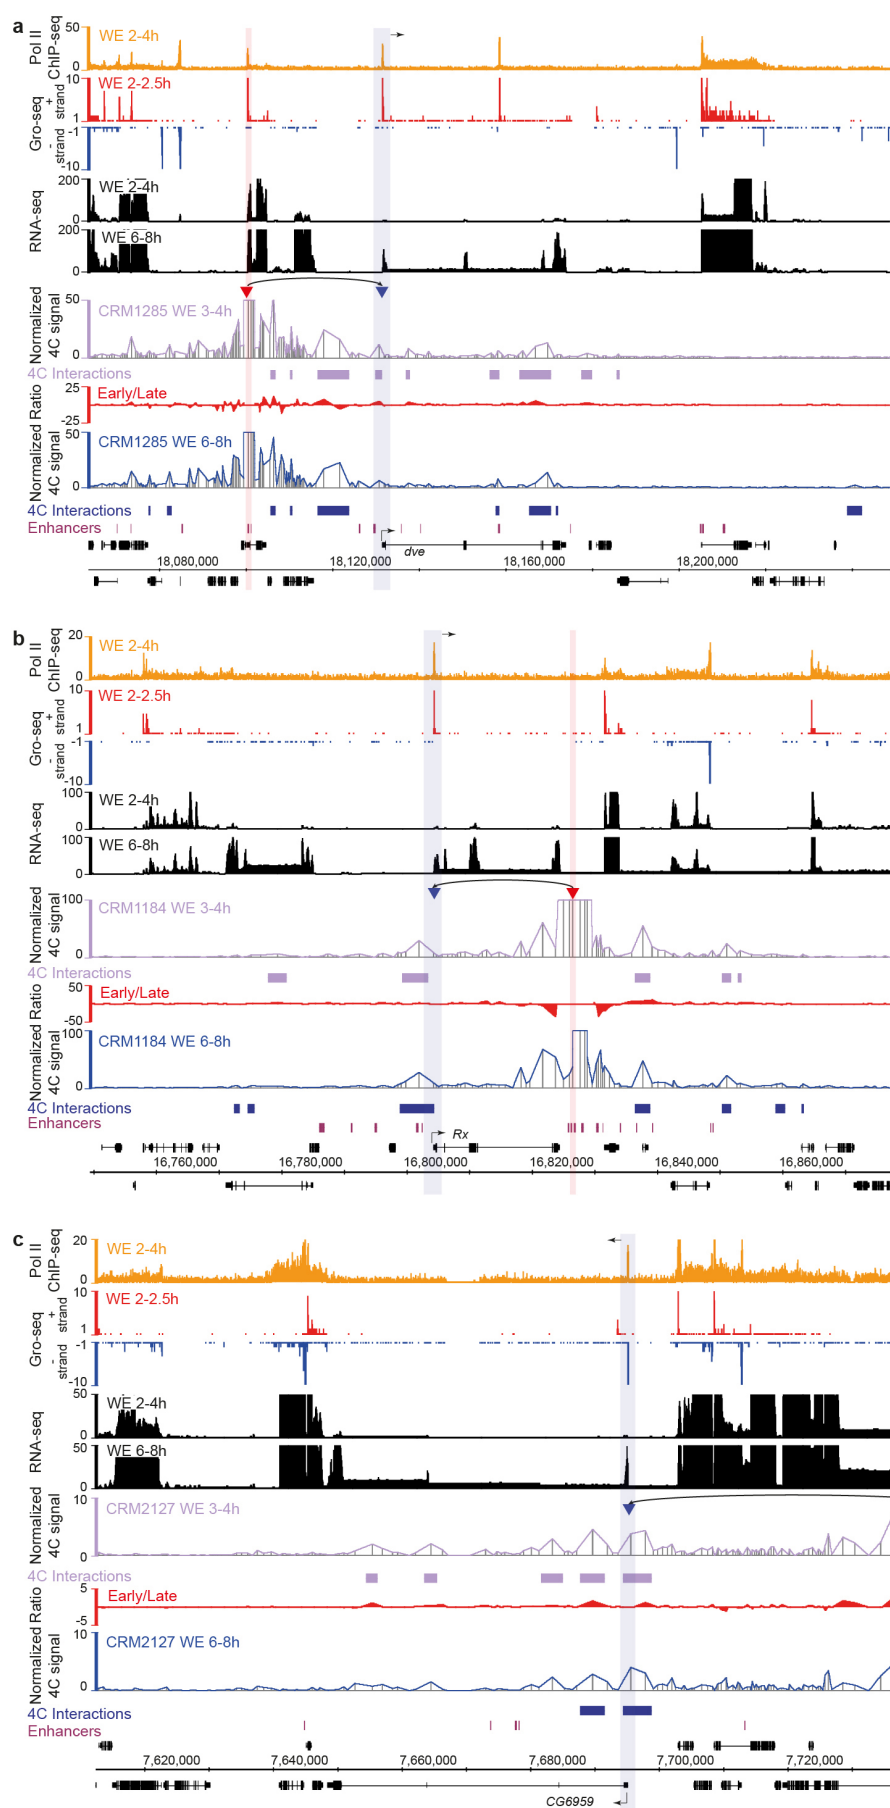 a
Pol II
ChIP-seq
50
0
WE 2-4h
Gro-seq
+
strand
-
strand
10
1
-1
-10
WE 2-2.5h
RNA-seq
200
0
WE 2-4h
200
0
WE 6-8h
Normalized
4C signal
50
0
CRM1285 WE 3-4h
4C Interactions
Normalized Ratio
25
-25
Early/Late
4C signal
50
0
CRM1285 WE 6-8h
4C Interactions
Enhancers
dve
18,080,000
18,120,000
18,160,000
18,200,000
b
Pol II
ChIP-seq
20
0
WE 2-4h
Gro-seq
+
strand
-
strand
10
1
-1
-10
WE 2-2.5h
RNA-seq
100
0
WE 2-4h
100
0
WE 6-8h
Normalized
4C signal
100
0
CRM1184 WE 3-4h
4C Interactions
Normalized Ratio
50
-50
Early/Late
4C signal
100
0
CRM1184 WE 6-8h
4C Interactions
Enhancers
Rx
16,760,000
16,780,000
16,800,000
16,820,000
16,840,000
16,860,000
c
Pol II
ChIP-seq
20
0
WE 2-4h
Gro-seq
+
strand
-
strand
10
1
-1
-10
WE 2-2.5h
RNA-seq
50
0
WE 2-4h
50
0
WE 6-8h
Normalized
4C signal
10
0
CRM2127 WE 3-4h
4C Interactions
Normalized Ratio
5
-5
Early/Late
4C signal
10
0
CRM2127 WE 6-8h
4C Interactions
Enhancers
7,620,000
7,640,000
7,660,000
7,680,000
7,700,000
7,720,000
CG6959